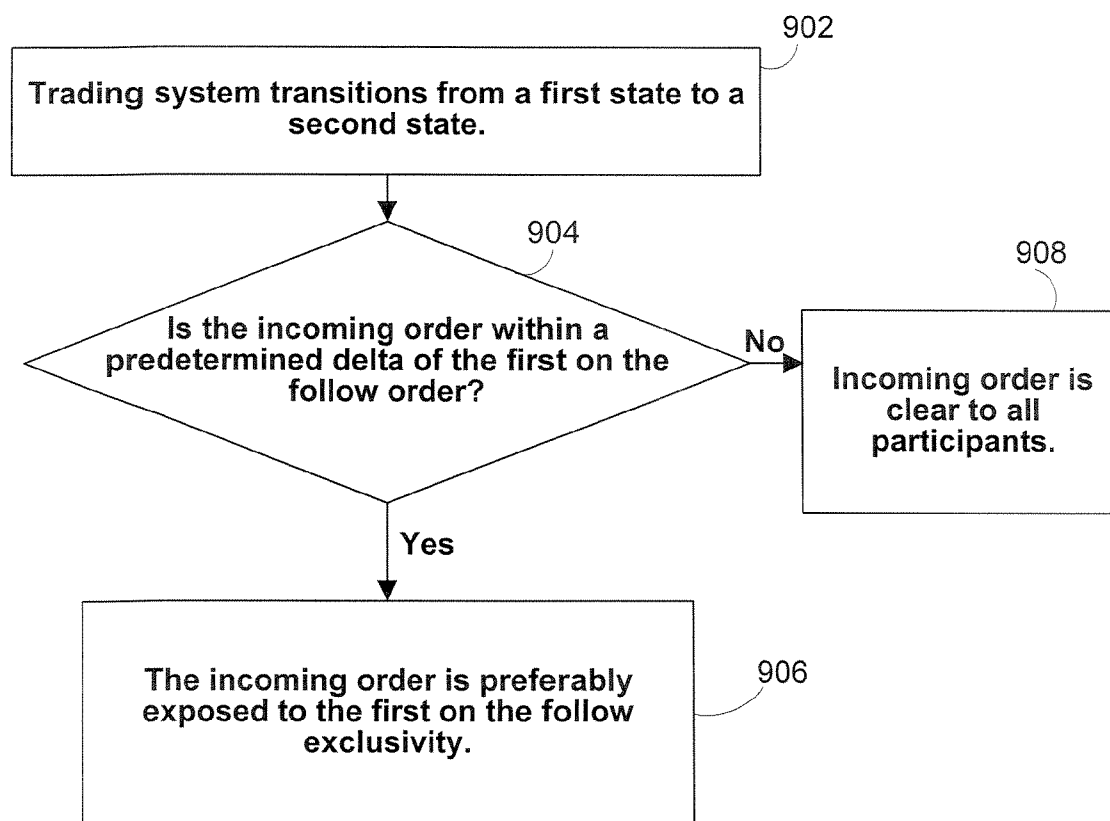 902
Trading system transitions from a first state to a
second state.
904
Is the incoming order within a
predetermined delta of the first on the
follow order?
908
No
Incoming order is
clear to all
participants.
Yes
906
The incoming order is preferably
exposed to the first on the follow
exclusivity.